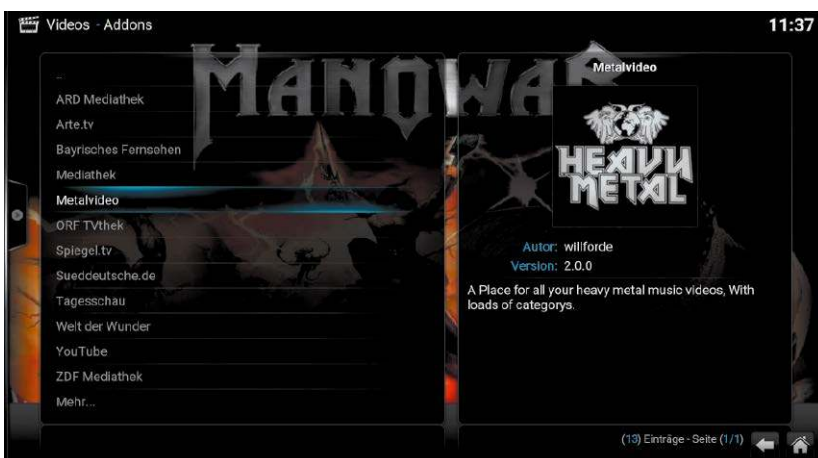 Videos - Addons
11:37
MANOWAR
..
ARD Mediathek
Arte.tv
Bayrisches Fernsehen
Mediathek
Metalvideo
ORF TVthek
Spiegel.tv
Sueddeutsche.de
Tagesschau
Welt der Wunder
YouTube
ZDF Mediathek
Mehr...
Metalvideo
HEAVY
METAL
Autor: willforde
Version: 2.0.0
A Place for all your heavy metal music videos, With
loads of categorys.
(13) Einträge - Seite (1/1)